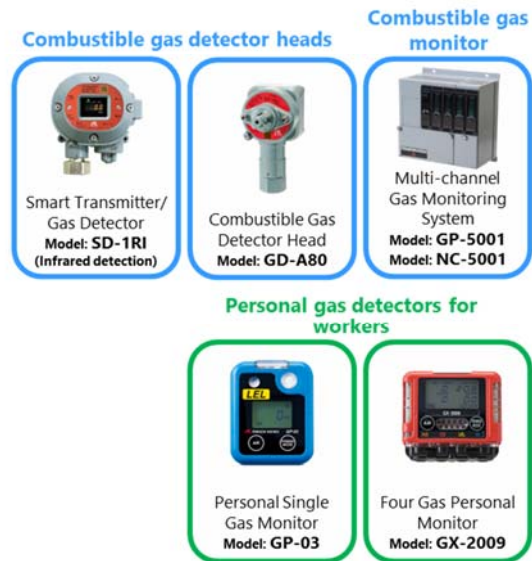 Combustible gas detector heads
Combustible gas
monitor
Smart Transmitter/
Gas Detector
Model: SD-1RI
(Infrared detection)
Combustible Gas
Detector Head
Model: GD-A80
Multi-channel
Gas Monitoring
System
Model: GP-5001
Model: NC-5001
Personal gas detectors for
workers
LEL
Personal Single
Gas Monitor
Model: GP-03
Four Gas Personal
Monitor
Model: GX-2009